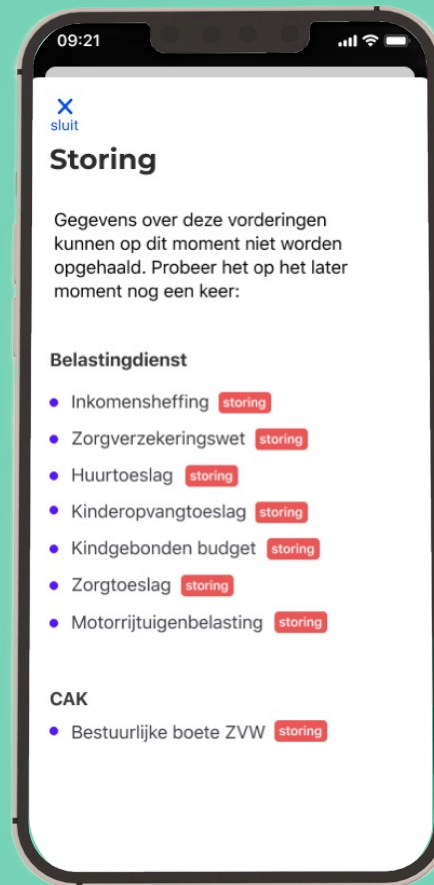 09:21
sluit
Storing
Gegevens over deze vorderingen
kunnen op dit moment niet worden
opgehaald. Probeer het op het later
moment nog een keer:
Belastingdienst
Inkomensheffing storing
Zorgverzekeringswet storing
Huurtoeslag storing
Kinderopvangtoeslag storing
Kindgebonden budget storing
Zorgtoeslag storing
Motorrijtuigenbelasting storing
CAK
Bestuurlijke boete ZVW storing